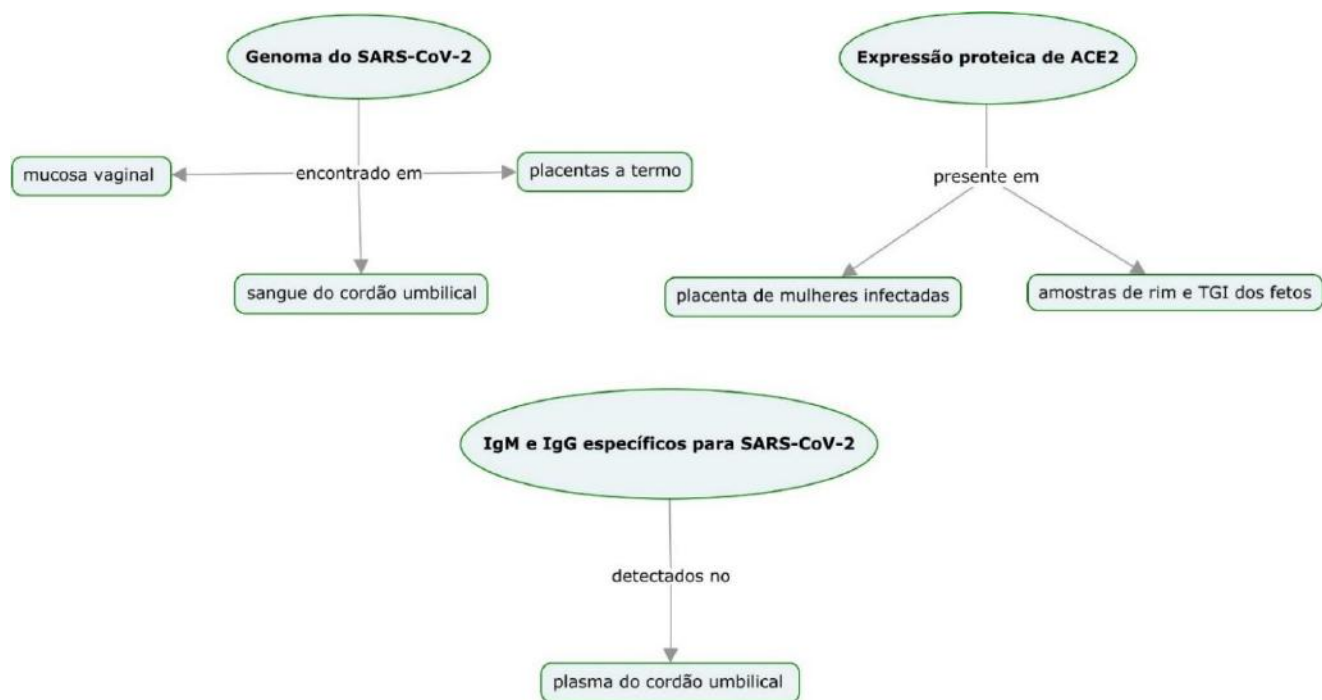 Genoma do SARS-CoV-2
Expressão proteica de ACE2
mucosa vaginal
encontrado em
placentas a termo
presente em
sangue do cordão umbilical
placenta de mulheres infectadas
amostras de rim e TGI dos fetos
IgM e IgG específicos para SARS-CoV-2
detectados no
plasma do cordão umbilical